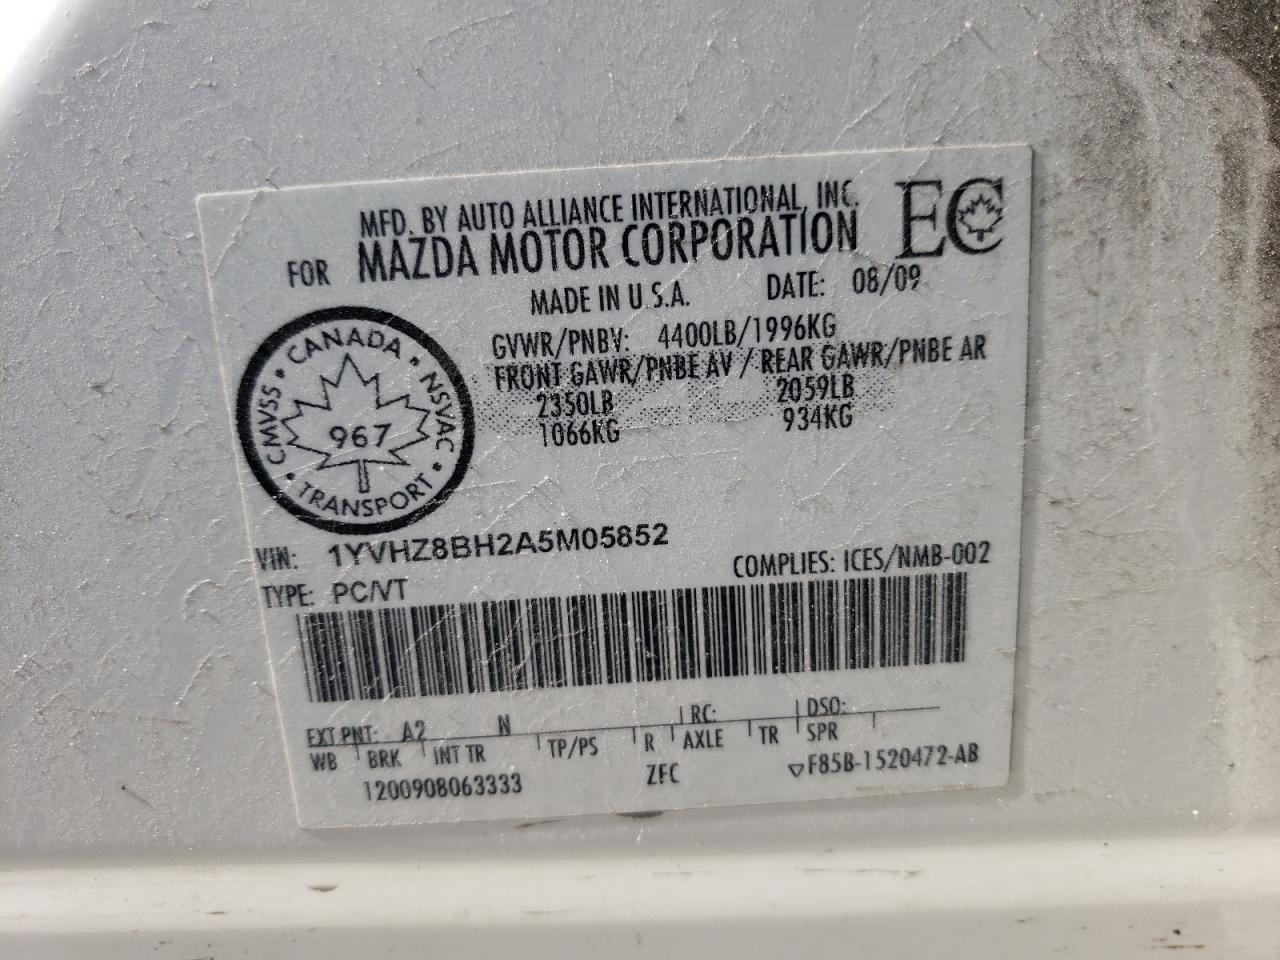 MFD. BY AUTO ALLIANCE INTERNATIONAL, INC.
FOR MAZDA MOTOR CORPORATION
EC
MADE IN U.S.A. DATE: 08/09
GVWR/PNBV: 4400LB/1996KG
FRONT GAWR/PNBE AV / REAR GAWR/PNBE AR
2350LB 2059LB
1066KG 934KG
CMVSS • CANADA • NSVAC • TRANSPORT •
967
VIN: 1YVHZ8BH2A5M05852
TYPE: PC/VT COMPLIES: ICES/NMB-002
EXT PNT: A2 N RC: DSO:
WB BRK INT TR TP/PS R AXLE TR SPR
1200908063333 ZFC ▽F85B-1520472-AB